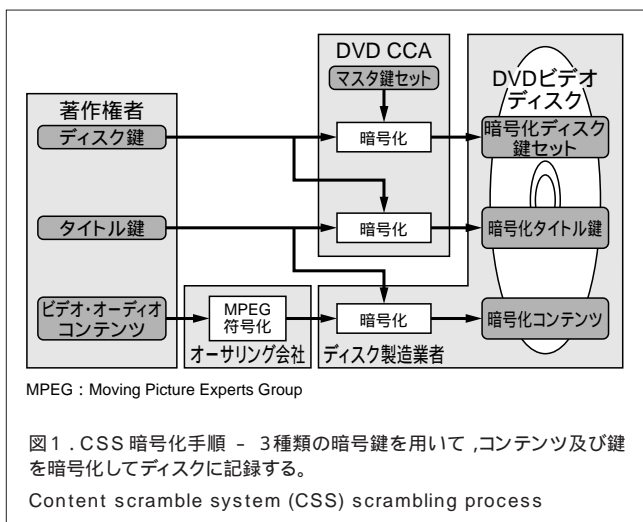 DVD CCA
マスタ鍵セット
DVDビデオ
ディスク
著作権者
ディスク鍵
暗号化
暗号化ディスク
鍵セット
タイトル鍵
暗号化
暗号化タイトル鍵
ビデオ・オーディオ
コンテンツ
MPEG
符号化
暗号化
暗号化コンテンツ
オーサリング会社
ディスク製造業者
MPEG：Moving Picture Experts Group
図1．CSS 暗号化手順 － 3種類の暗号鍵を用いて，コンテンツ及び鍵
を暗号化してディスクに記録する。
Content scramble system (CSS) scrambling process